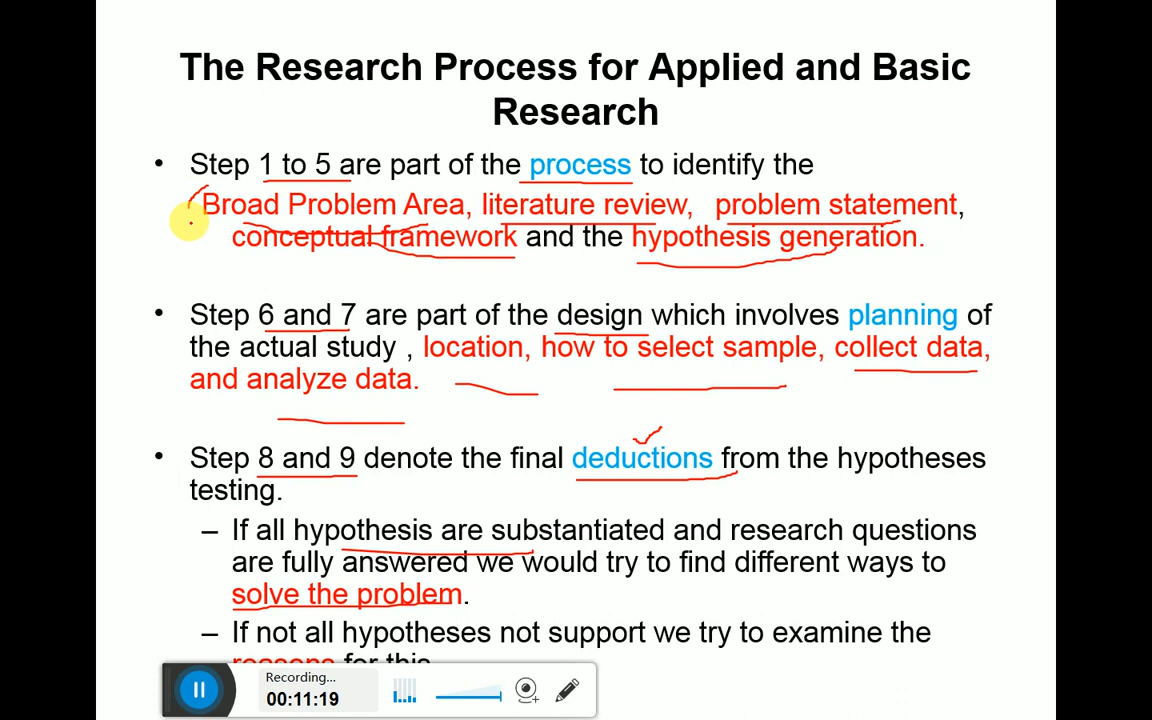 The Research Process for Applied and Basic
Research
• Step 1 to 5 are part of the process to identify the
Broad Problem Area, literature review, problem statement,
conceptual framework and the hypothesis generation.
• Step 6 and 7 are part of the design which involves planning of
the actual study , location, how to select sample, collect data,
and analyze data.
• Step 8 and 9 denote the final deductions from the hypotheses
testing.
– If all hypothesis are substantiated and research questions
are fully answered we would try to find different ways to
solve the problem.
– If not all hypotheses not support we try to examine the
reasons for this
Recording...
00:11:19